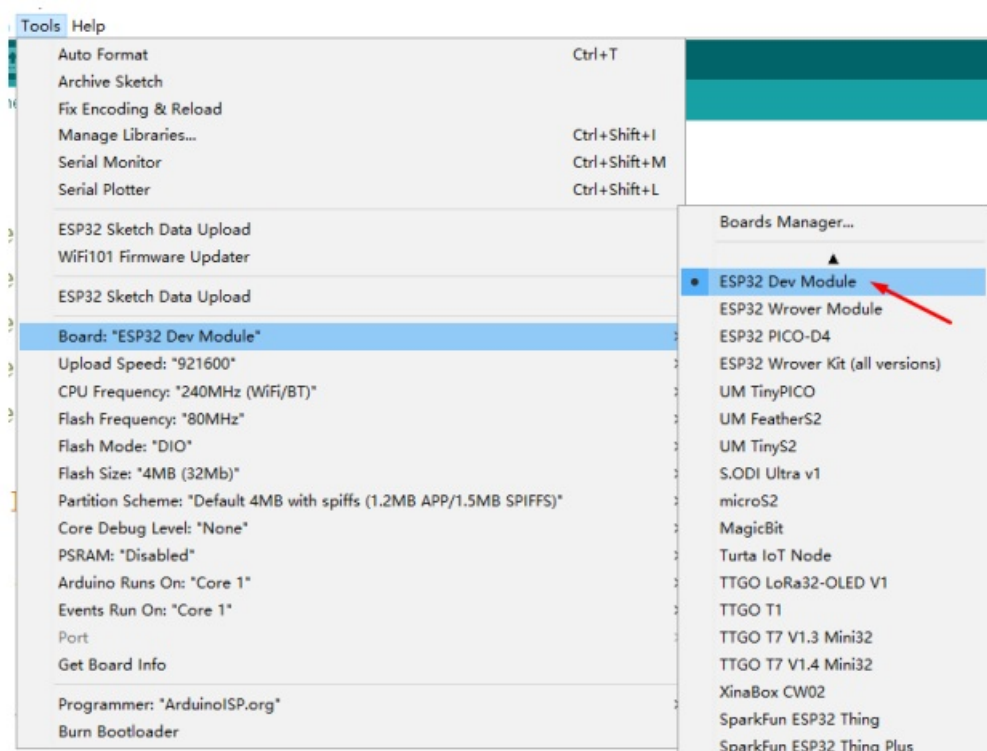 Tools Help
Auto Format Ctrl+T
Archive Sketch
Fix Encoding & Reload
Manage Libraries... Ctrl+Shift+I
Serial Monitor Ctrl+Shift+M
Serial Plotter Ctrl+Shift+L
ESP32 Sketch Data Upload
WiFi101 Firmware Updater
ESP32 Sketch Data Upload
Board: "ESP32 Dev Module"
Upload Speed: "921600"
CPU Frequency: "240MHz (WiFi/BT)"
Flash Frequency: "80MHz"
Flash Mode: "DIO"
Flash Size: "4MB (32Mb)"
Partition Scheme: "Default 4MB with spiffs (1.2MB APP/1.5MB SPIFFS)"
Core Debug Level: "None"
PSRAM: "Disabled"
Arduino Runs On: "Core 1"
Events Run On: "Core 1"
Port
Get Board Info
Programmer: "ArduinoISP.org"
Burn Bootloader
Boards Manager...
ESP32 Dev Module
ESP32 Wrover Module
ESP32 PICO-D4
ESP32 Wrover Kit (all versions)
UM TinyPICO
UM FeatherS2
UM TinyS2
S.ODI Ultra v1
microS2
MagicBit
Turta IoT Node
TTGO LoRa32-OLED V1
TTGO T1
TTGO T7 V1.3 Mini32
TTGO T7 V1.4 Mini32
XinaBox CW02
SparkFun ESP32 Thing
SparkFun ESP32 Thing Plus